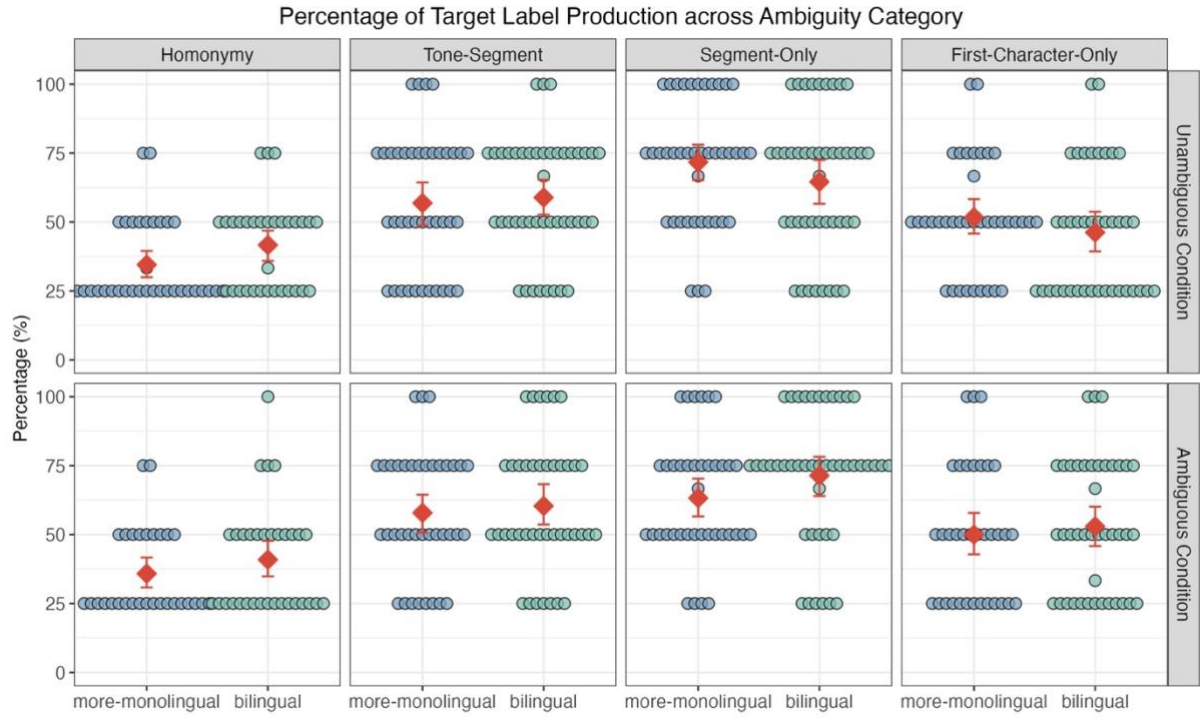 Percentage of Target Label Production across Ambiguity Category
Homonymy
Tone-Segment
Segment-Only
First-Character-Only
Percentage (%)
100
75
50
25
0
Unambiguous Condition
100
75
50
25
0
Ambiguous Condition
more-monolingual bilingual
more-monolingual bilingual
more-monolingual bilingual
more-monolingual bilingual